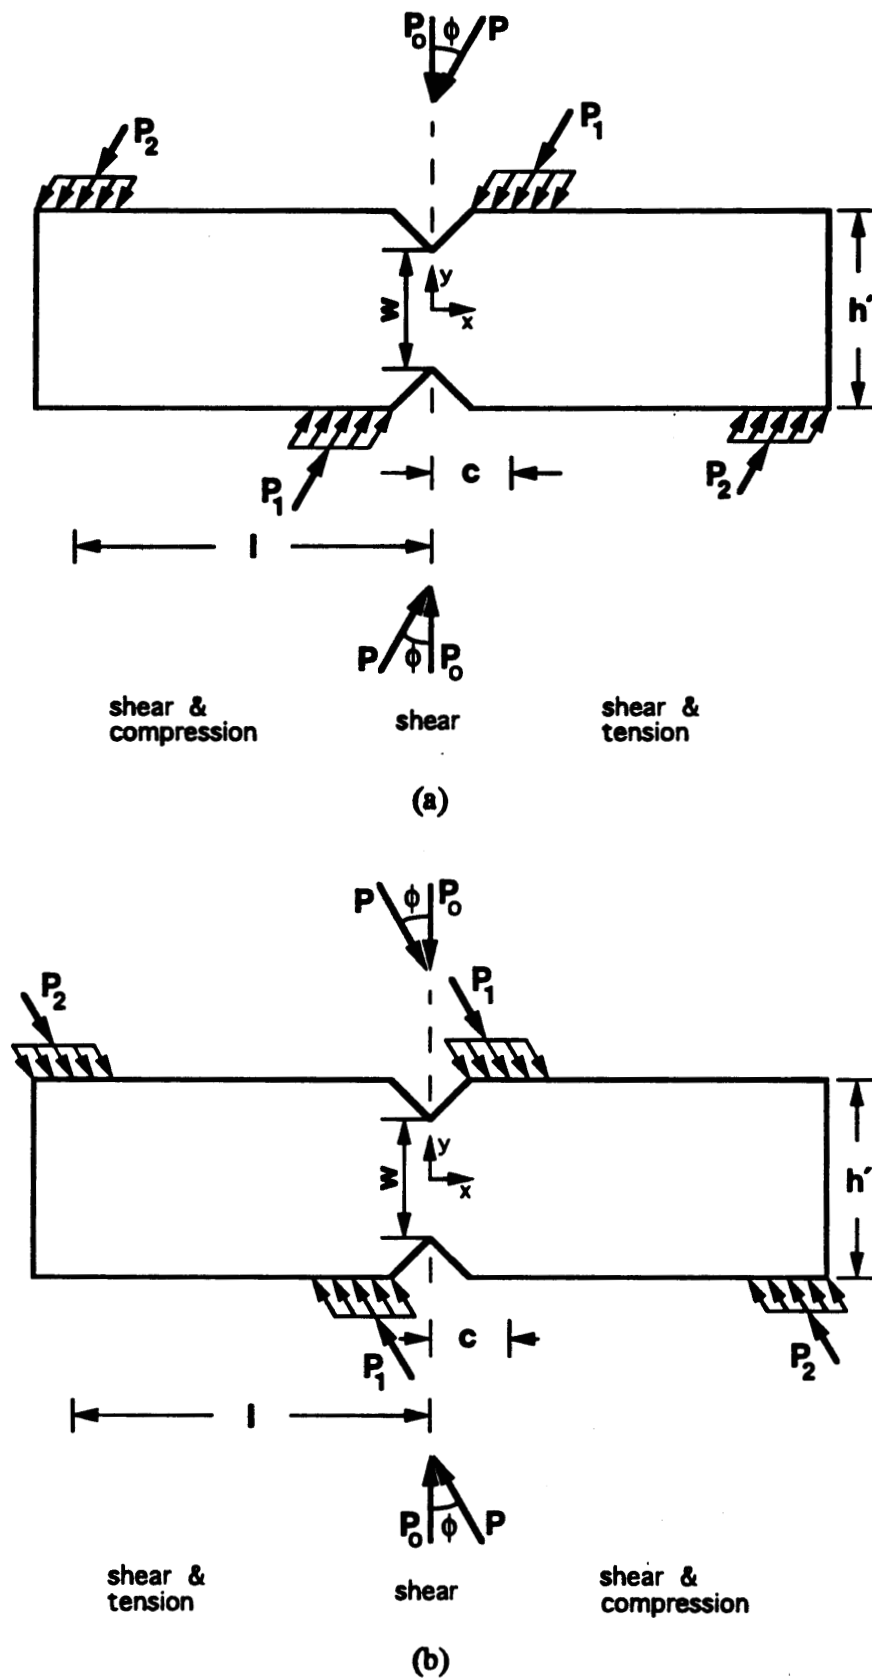 P₀ ϕ P
P₂ P₁
y
w x h′
P₁ c P₂
l
P ϕ P₀
shear & compression shear shear & tension
(a)
P ϕ P₀
P₂ P₁
y
w x h′
P₁ c P₂
l
P₀ ϕ P
shear & tension shear shear & compression
(b)